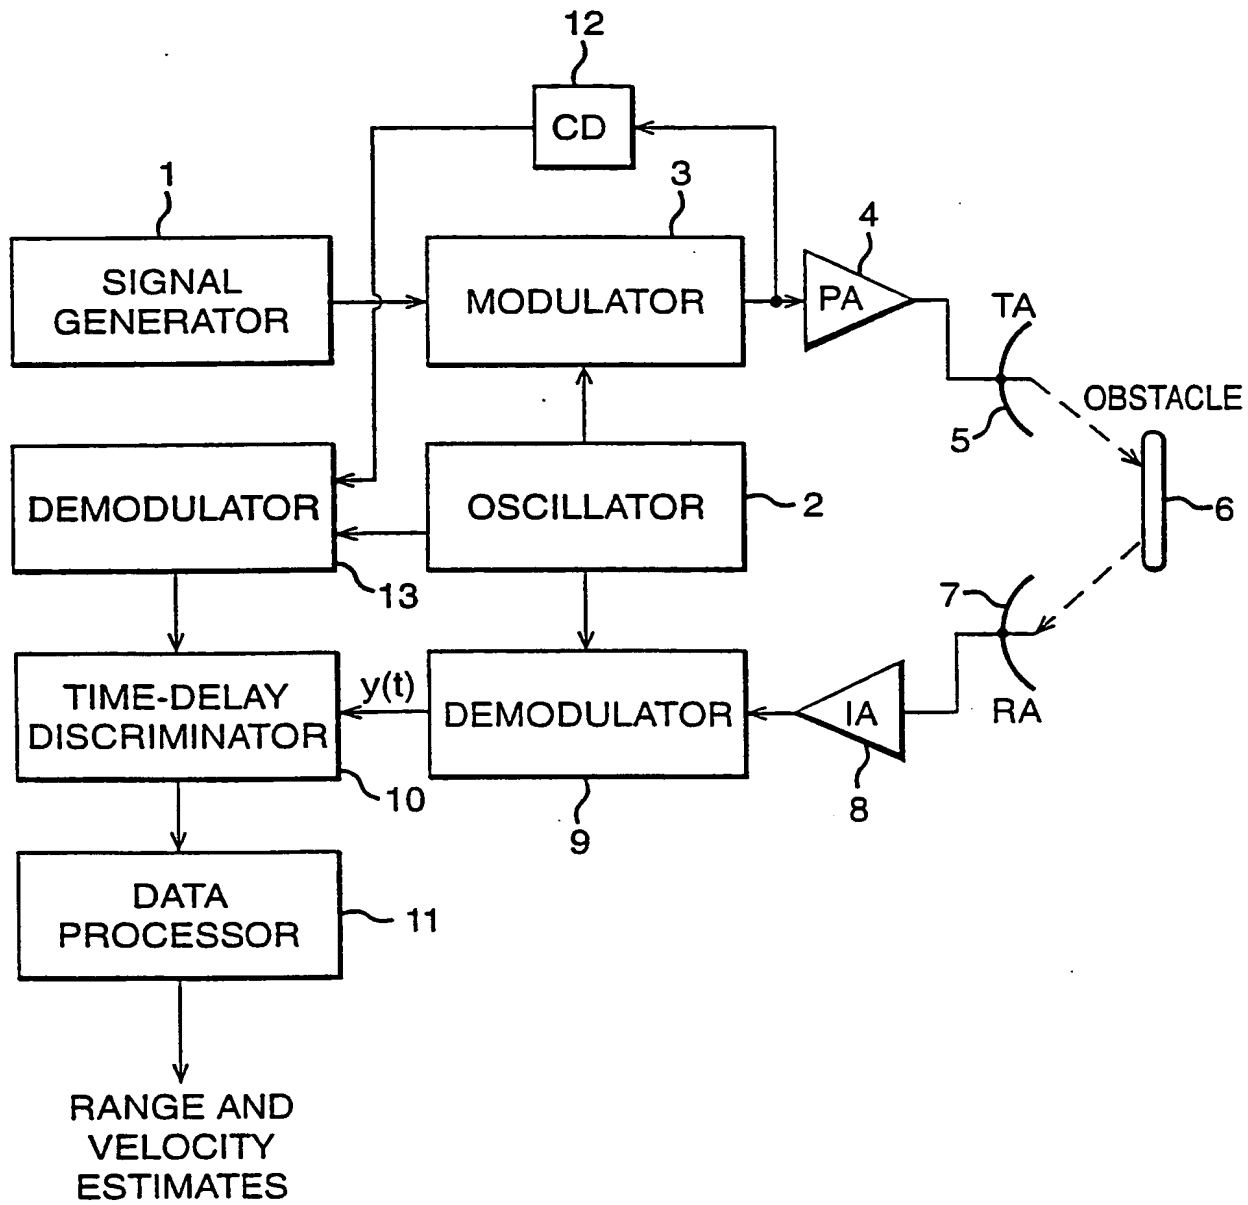 12
CD
1
3
4
SIGNAL
GENERATOR
MODULATOR
PA
TA
OBSTACLE
5
DEMODULATOR
OSCILLATOR
2
6
13
7
TIME-DELAY
DISCRIMINATOR
y(t)
DEMODULATOR
IA
RA
10
8
9
DATA
PROCESSOR
11
RANGE AND
VELOCITY
ESTIMATES